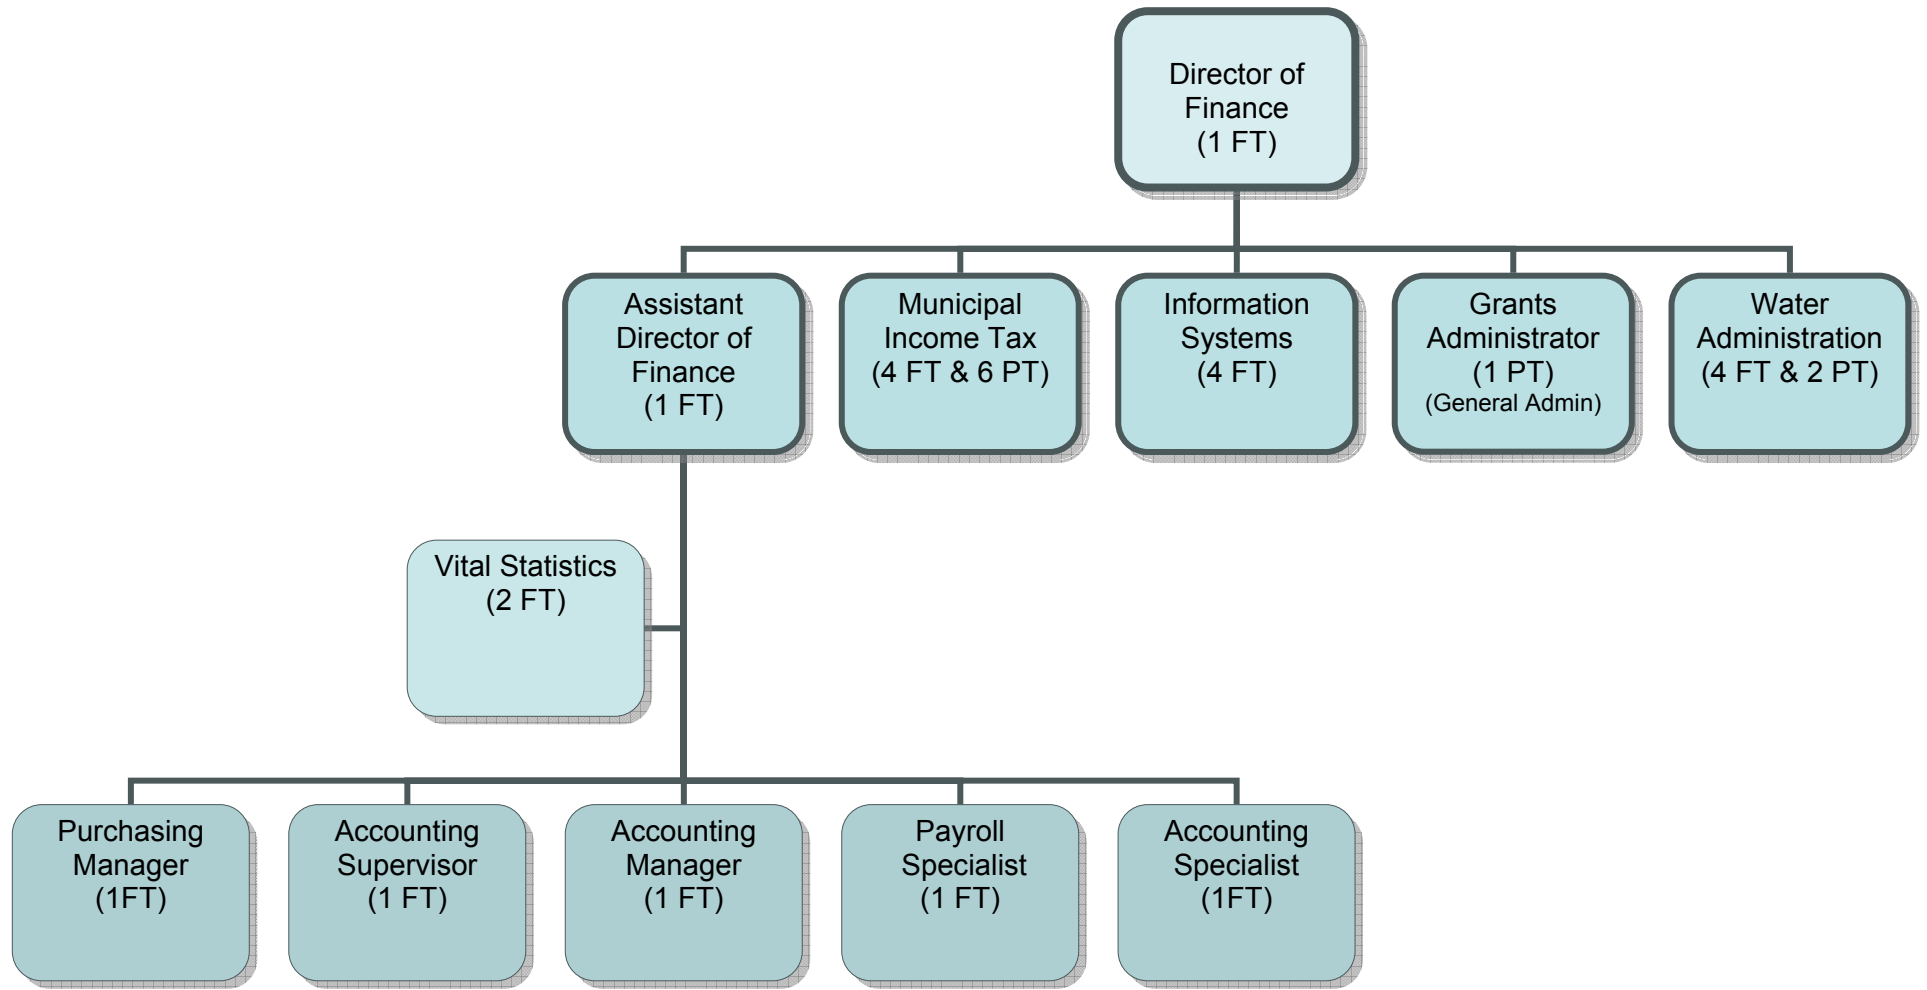 Director of
Finance
(1 FT)
Assistant
Director of
Finance
(1 FT)
Municipal
Income Tax
(4 FT & 6 PT)
Information
Systems
(4 FT)
Grants
Administrator
(1 PT)
(General Admin)
Water
Administration
(4 FT & 2 PT)
Vital Statistics
(2 FT)
Purchasing
Manager
(1FT)
Accounting
Supervisor
(1 FT)
Accounting
Manager
(1 FT)
Payroll
Specialist
(1 FT)
Accounting
Specialist
(1FT)